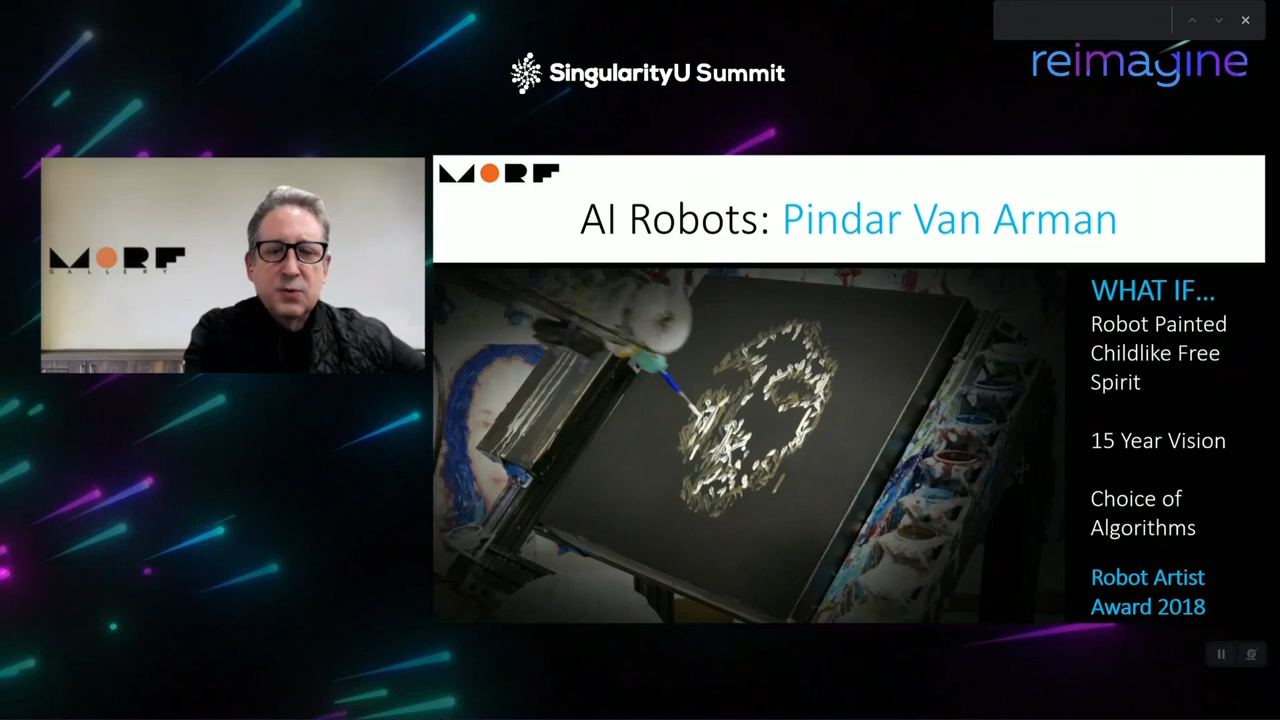 SingularityU Summit
reimagine
MORF
GALLERY
MORF
AI Robots: Pindar Van Arman
WHAT IF...
Robot Painted
Childlike Free
Spirit
15 Year Vision
Choice of
Algorithms
Robot Artist
Award 2018